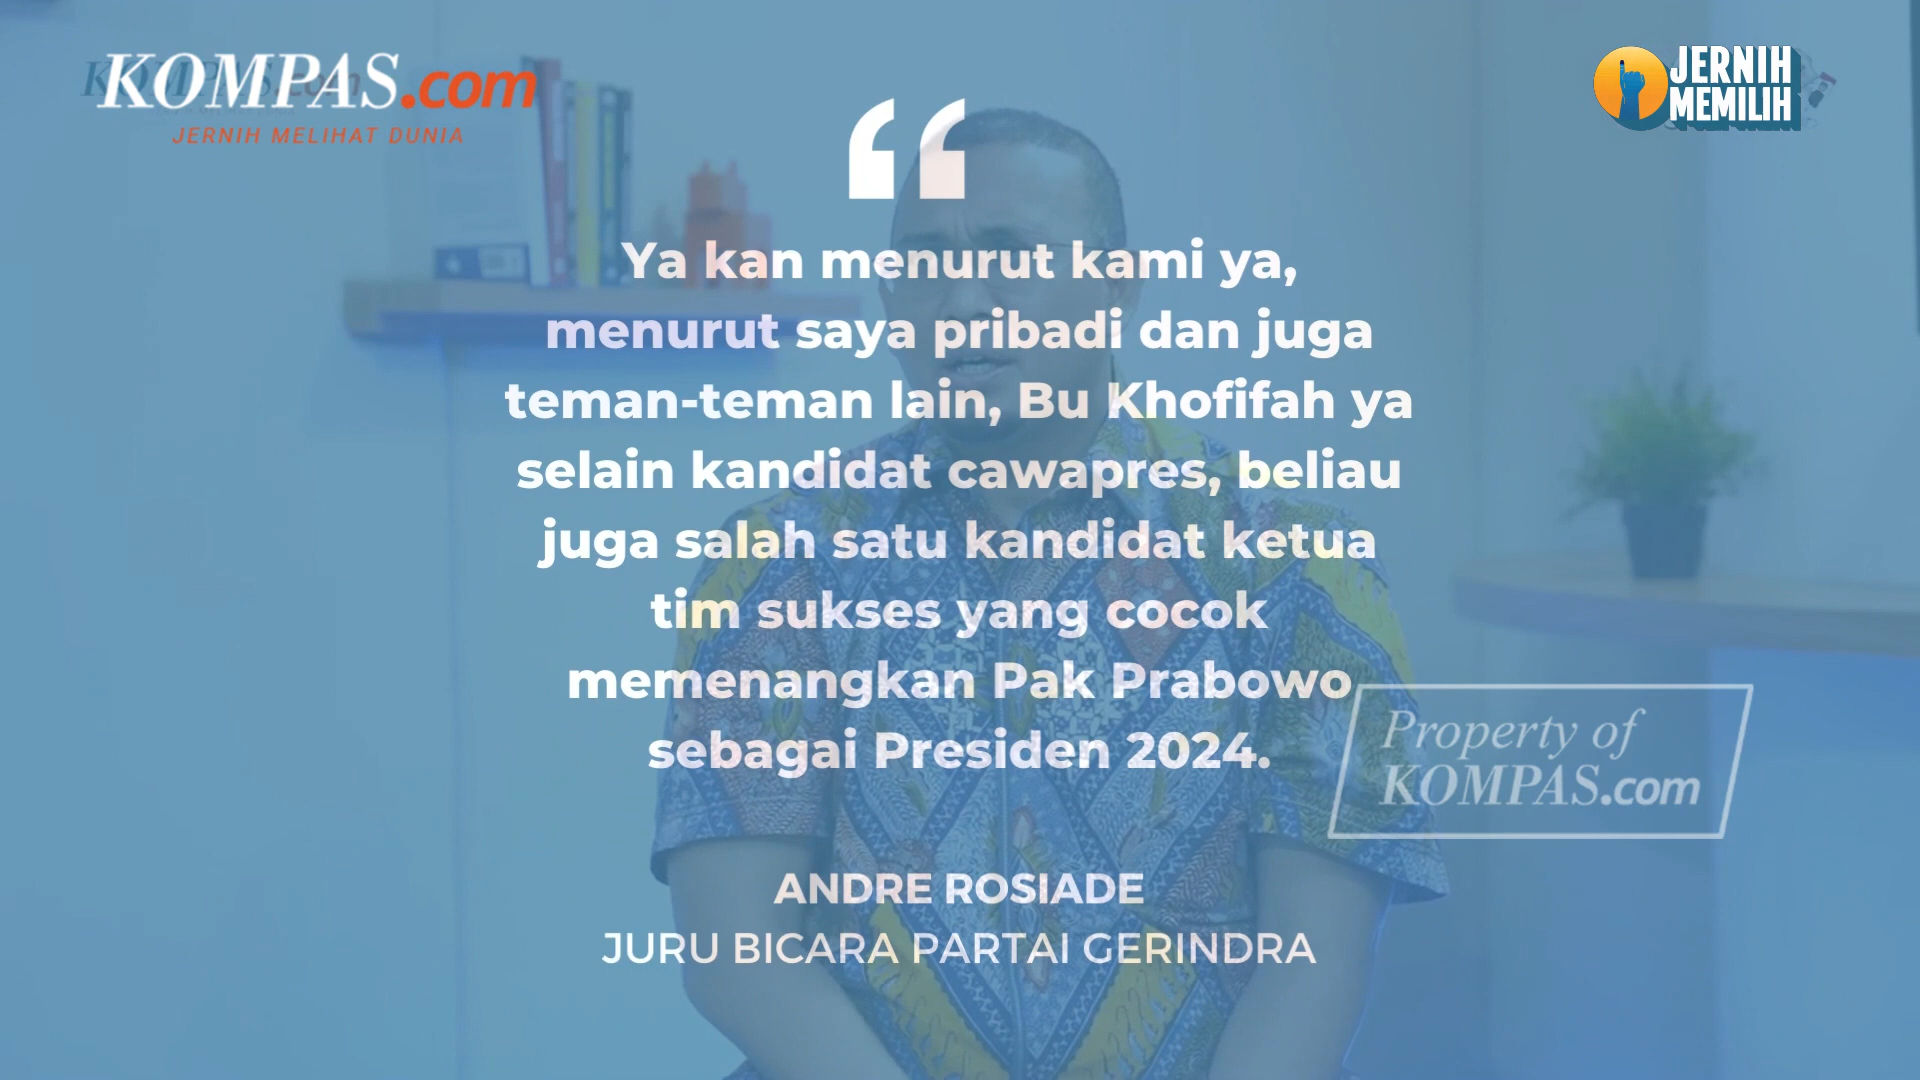 KOMPAS.com
JERNIH MELIHAT DUNIA
JERNIH
MEMILIH
Ya kan menurut kami ya,
menurut saya pribadi dan juga
teman-teman lain, Bu Khofifah ya
selain kandidat cawapres, beliau
juga salah satu kandidat ketua
tim sukses yang cocok
memenangkan Pak Prabowo
sebagai Presiden 2024.
Property of
KOMPAS.com
ANDRE ROSIADE
JURU BICARA PARTAI GERINDRA